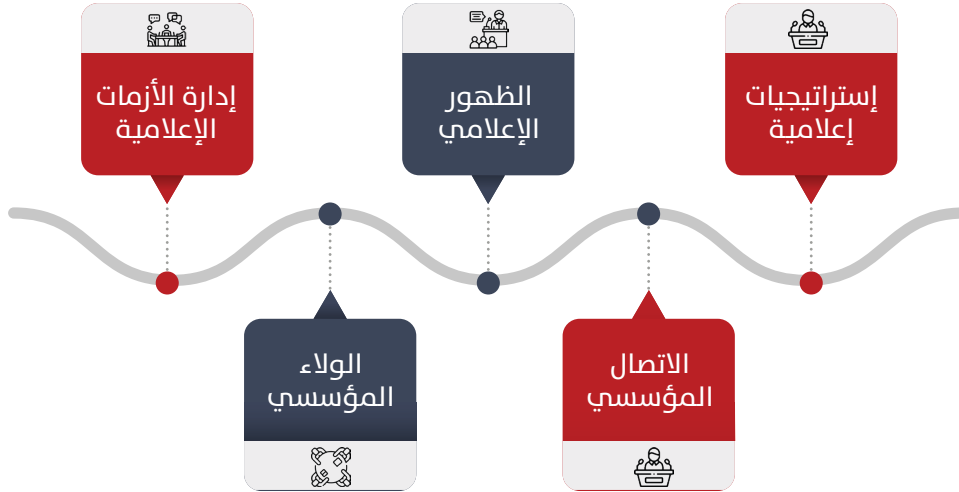 إستراتيجيات
إعلامية
الاتصال
المؤسسي
الظهور
الإعلامي
الولاء
المؤسسي
إدارة الأزمات
الإعلامية